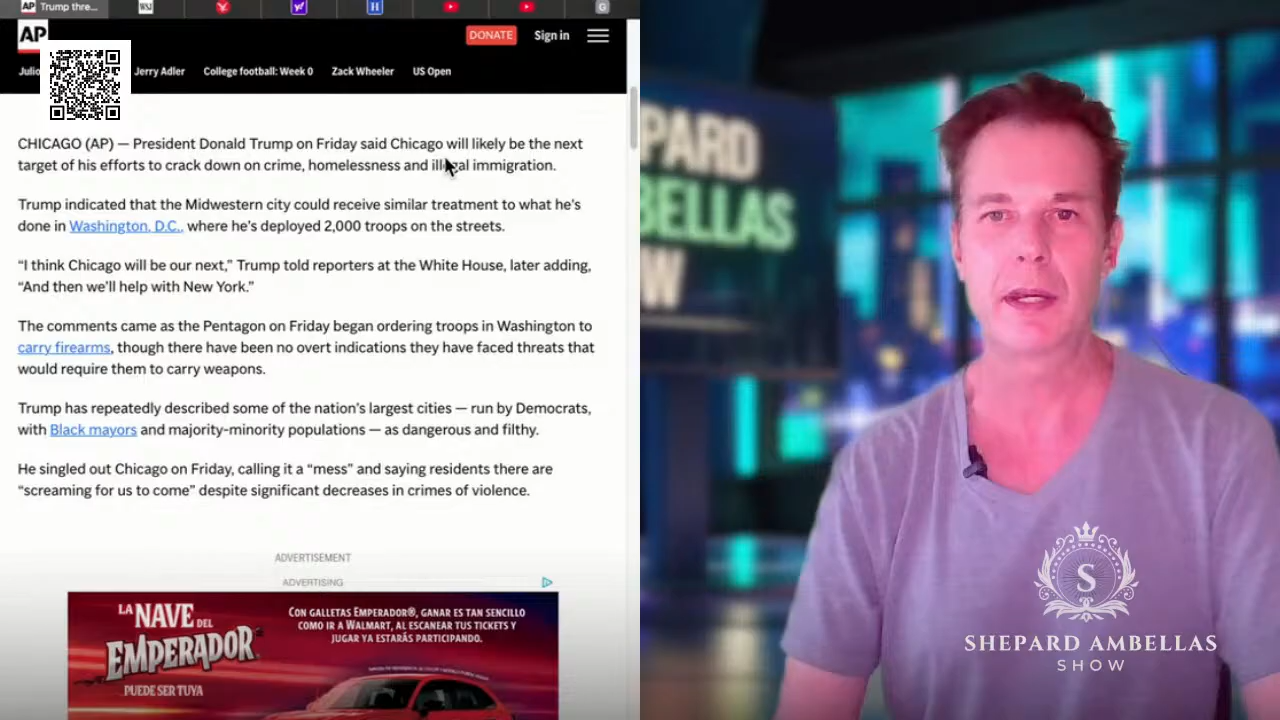 AP Trump thre...
WSJ
AP
DONATE
Sign in
Julio
Jerry Adler
College football: Week 0
Zack Wheeler
US Open
CHICAGO (AP) — President Donald Trump on Friday said Chicago will likely be the next
target of his efforts to crack down on crime, homelessness and illegal immigration.
Trump indicated that the Midwestern city could receive similar treatment to what he's
done in Washington, D.C., where he's deployed 2,000 troops on the streets.
“I think Chicago will be our next,” Trump told reporters at the White House, later adding,
“And then we'll help with New York.”
The comments came as the Pentagon on Friday began ordering troops in Washington to
carry firearms, though there have been no overt indications they have faced threats that
would require them to carry weapons.
Trump has repeatedly described some of the nation's largest cities — run by Democrats,
with Black mayors and majority-minority populations — as dangerous and filthy.
He singled out Chicago on Friday, calling it a “mess” and saying residents there are
“screaming for us to come” despite significant decreases in crimes of violence.
ADVERTISEMENT
ADVERTISING
LA NAVE DEL
EMPERADOR
PUEDE SER TUYA
CON GALLETAS EMPERADOR®, GANAR ES TAN SENCILLO
COMO IR A WALMART, AL ESCANEAR TUS TICKETS Y
JUGAR YA ESTARÁS PARTICIPANDO.
PARD
BELLAS
W
S
SHEPARD AMBELLAS
SHOW